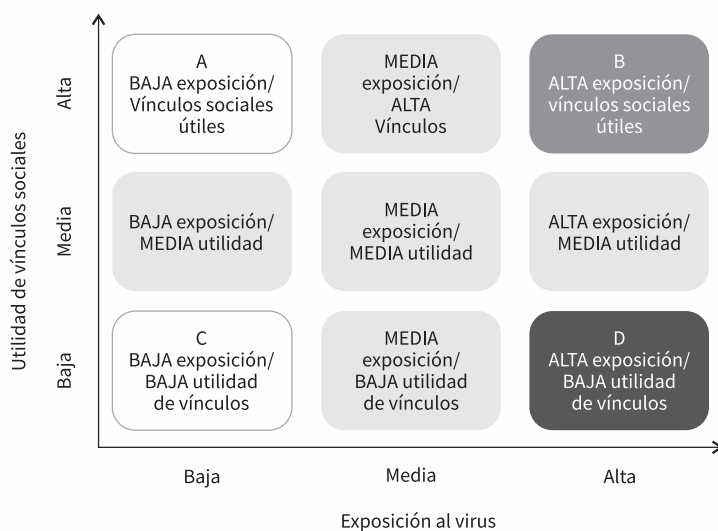 Utilidad de vínculos sociales
Alta
A
BAJA exposición/
Vínculos sociales
útiles
MEDIA
exposición/
ALTA
Vínculos
B
ALTA exposición/
vínculos sociales
útiles
Media
BAJA exposición/
MEDIA utilidad
MEDIA
exposición/
MEDIA utilidad
ALTA exposición/
MEDIA utilidad
Baja
C
BAJA exposición/
BAJA utilidad
de vínculos
MEDIA
exposición/
BAJA utilidad
de vínculos
D
ALTA exposición/
BAJA utilidad
de vínculos
Baja
Media
Alta
Exposición al virus